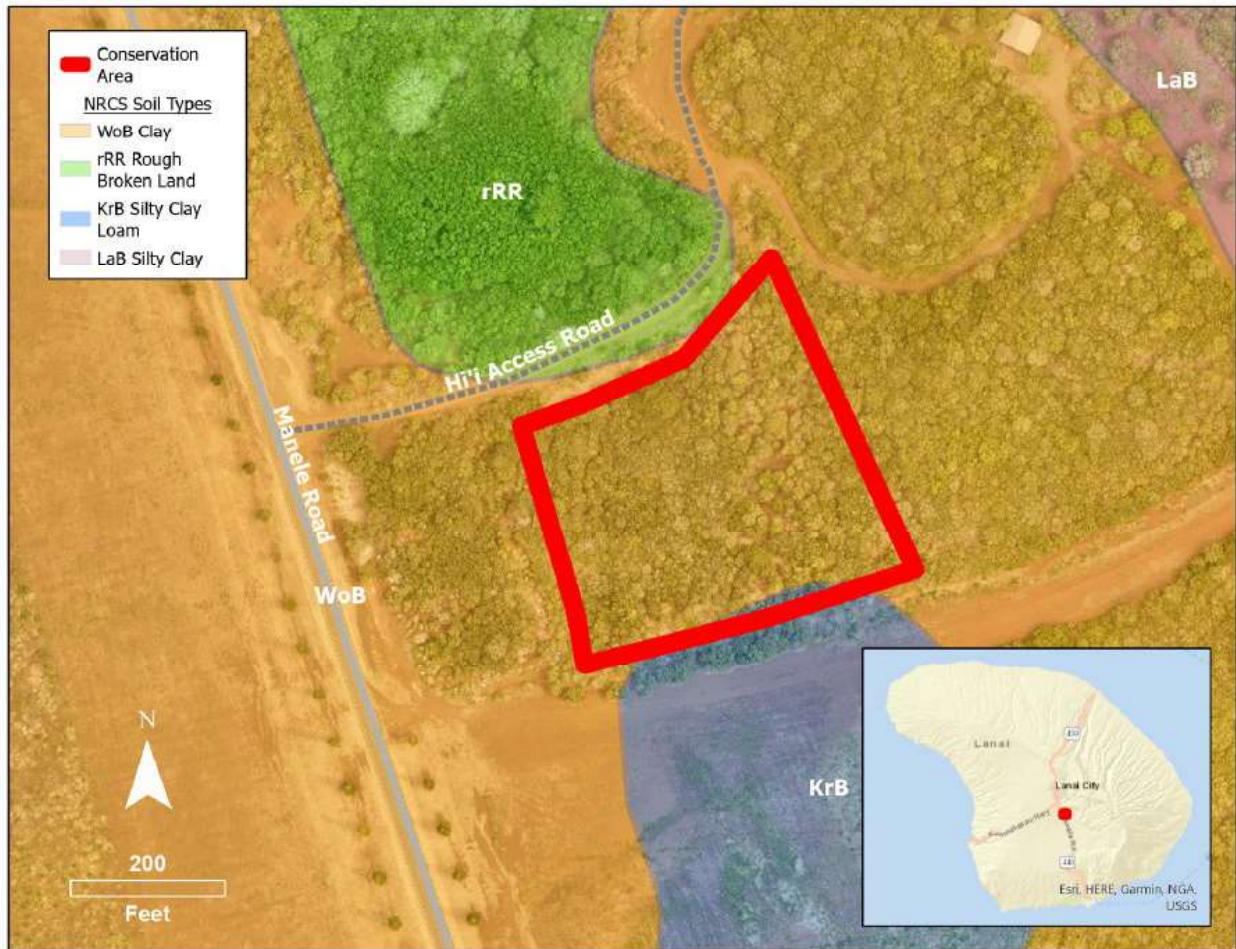 Conservation
Area
NRCS Soil Types
WoB Clay
rRR Rough
Broken Land
KrB Silty Clay
Loam
LaB Silty Clay
LaB
rRR
Hi'i Access Road
Manele Road
WoB
KrB
N
200
Feet
Lanai
Lanai City
Esri, HERE, Garmin, NGA,
USGS